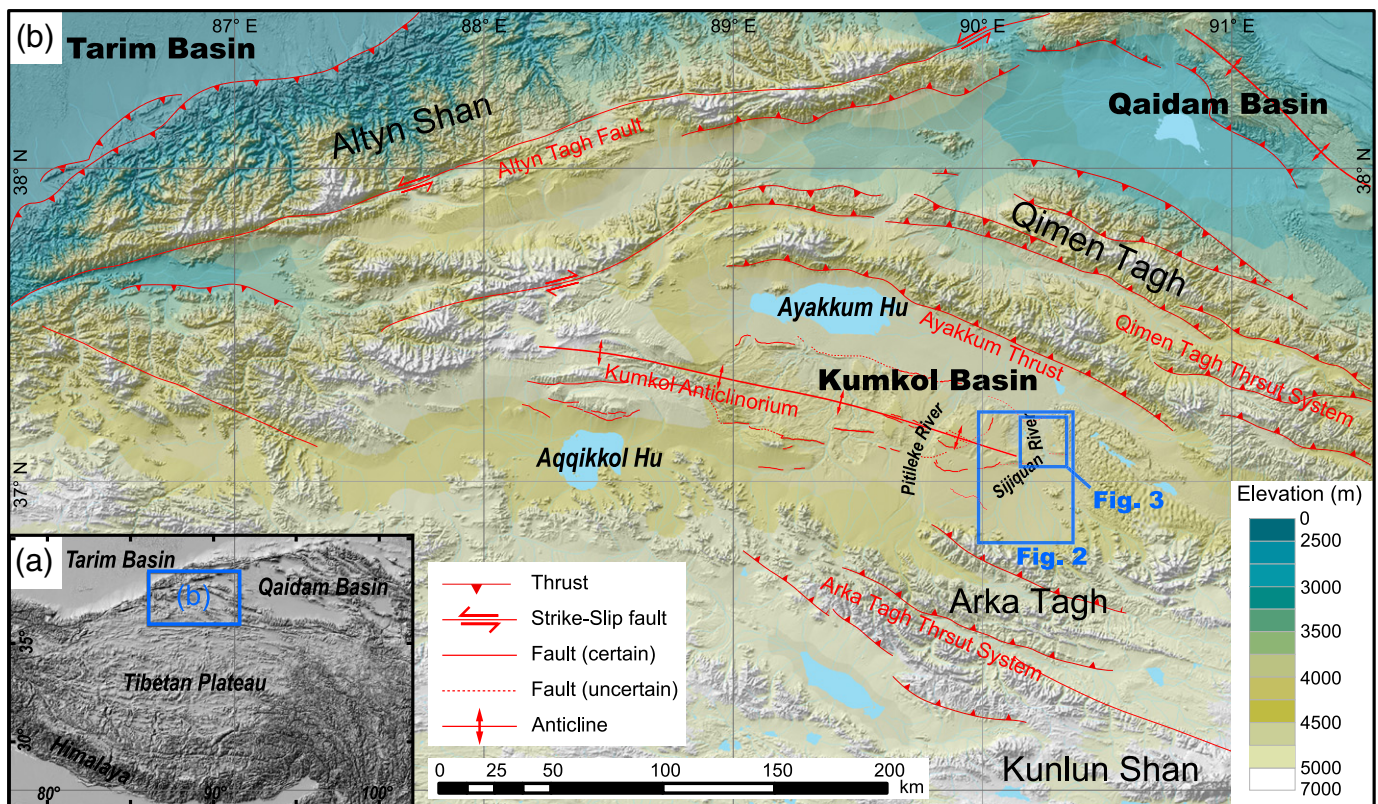 (b)
87° E
88° E
89° E
90° E
91° E
Tarim Basin
Altyn Shan
Altyn Tagh Fault
Qaidam Basin
38° N
38° N
Qimen Tagh
Ayakkum Hu
Ayakkum Thrust
Qimen Tagh Thrsut System
Kumkol Basin
Kumkol Anticlinorium
Aqqikkol Hu
Pitileke River
Sijiquan River
37° N
Fig. 3
Fig. 2
Arka Tagh
Arka Tagh Thrsut System
Kunlun Shan
(a)
Tarim Basin
Qaidam Basin
(b)
35°
Tibetan Plateau
30°
Himalaya
80°
90°
100°
Thrust
Strike-Slip fault
Fault (certain)
Fault (uncertain)
Anticline
0 25 50 100 150 200
km
Elevation (m)
0
2500
3000
3500
4000
4500
5000
7000